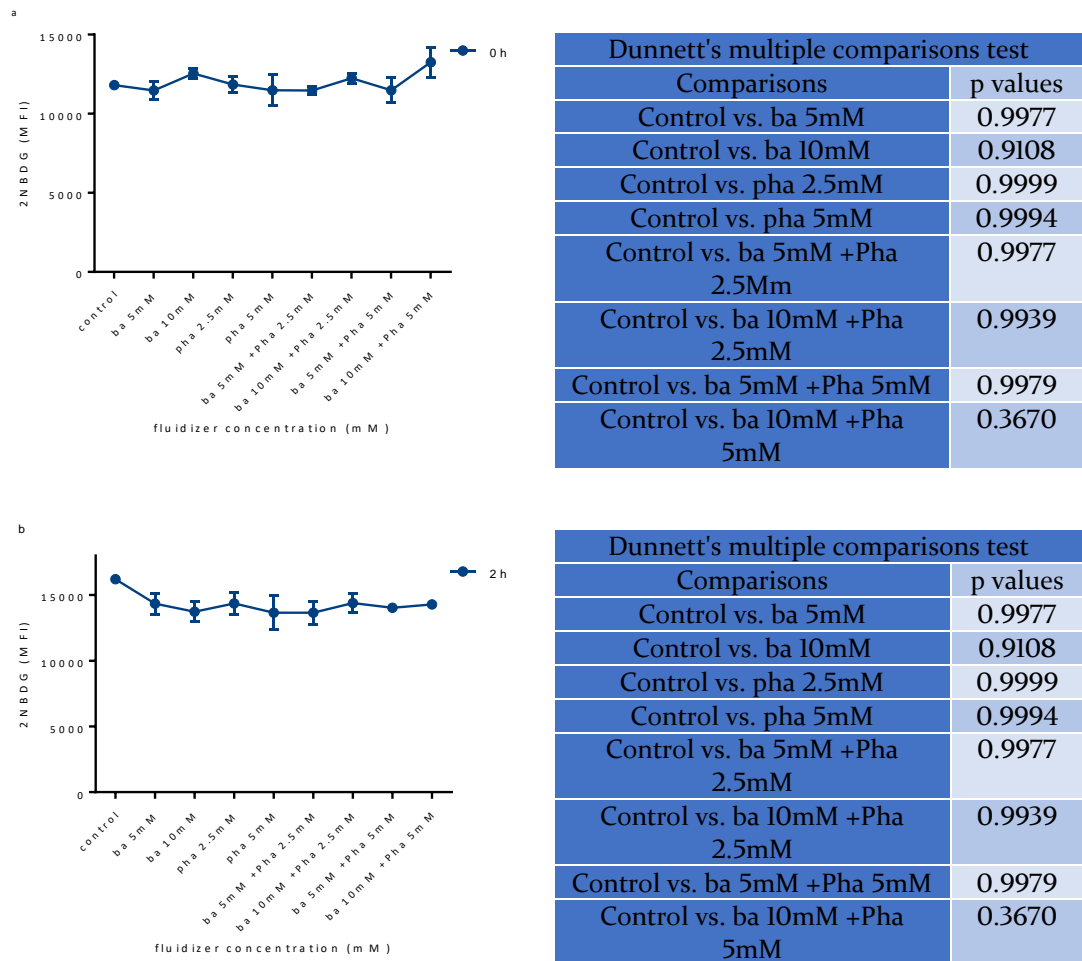 a
15000
10000
5000
0
2NBDG (MFI)
0 h
control
ba 5mM
ba 10mM
pha 2.5mM
pha 5mM
ba 5mM +Pha 2.5mM
ba 10mM +Pha 2.5mM
ba 5mM +Pha 5mM
ba 10mM +Pha 5mM
fluidizer concentration (mM)
Dunnett's multiple comparisons test
Comparisons p values
Control vs. ba 5mM 0.9977
Control vs. ba 10mM 0.9108
Control vs. pha 2.5mM 0.9999
Control vs. pha 5mM 0.9994
Control vs. ba 5mM +Pha 0.9977
2.5Mm
Control vs. ba 10mM +Pha 0.9939
2.5mM
Control vs. ba 5mM +Pha 5mM 0.9979
Control vs. ba 10mM +Pha 0.3670
5mM
b
15000
10000
5000
0
2NBDG (MFI)
2 h
control
ba 5mM
ba 10mM
pha 2.5mM
pha 5mM
ba 5mM +Pha 2.5mM
ba 10mM +Pha 2.5mM
ba 5mM +Pha 5mM
ba 10mM +Pha 5mM
fluidizer concentration (mM)
Dunnett's multiple comparisons test
Comparisons p values
Control vs. ba 5mM 0.9977
Control vs. ba 10mM 0.9108
Control vs. pha 2.5mM 0.9999
Control vs. pha 5mM 0.9994
Control vs. ba 5mM +Pha 0.9977
2.5mM
Control vs. ba 10mM +Pha 0.9939
2.5mM
Control vs. ba 5mM +Pha 5mM 0.9979
Control vs. ba 10mM +Pha 0.3670
5mM